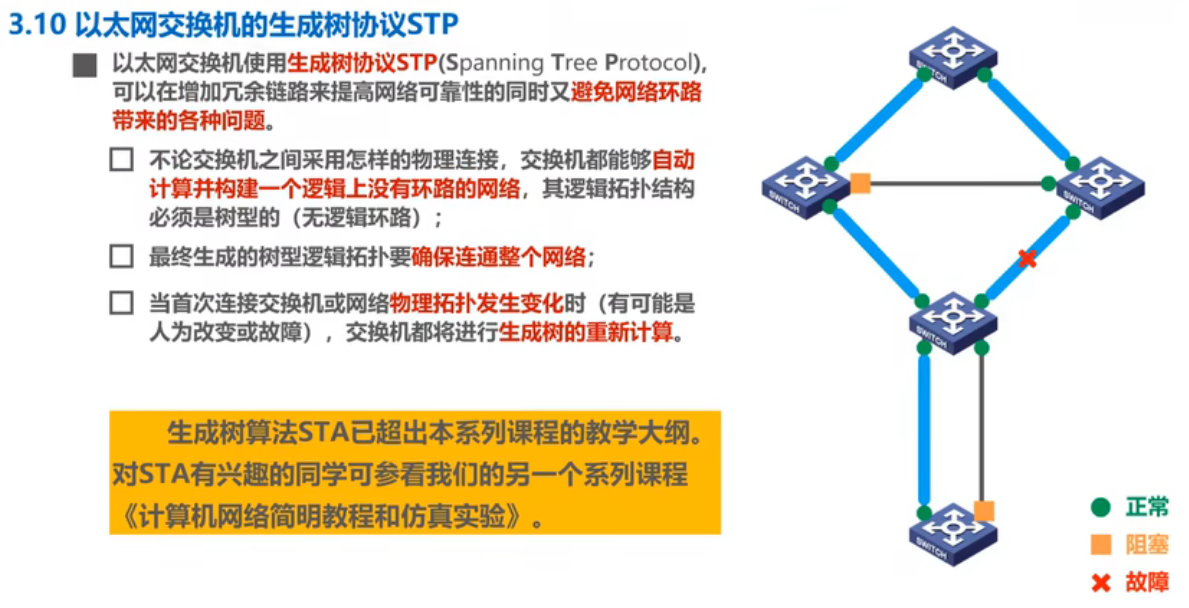 3.10 以太网交换机的生成树协议STP
以太网交换机使用生成树协议STP(Spanning Tree Protocol),
可以在增加冗余链路来提高网络可靠性的同时又避免网络环路
带来的各种问题。
不论交换机之间采用怎样的物理连接，交换机都能够自动
计算并构建一个逻辑上没有环路的网络，其逻辑拓扑结构
必须是树型的（无逻辑环路）；
最终生成的树型逻辑拓扑要确保连通整个网络；
当首次连接交换机或网络物理拓扑发生变化时（有可能是
人为改变或故障），交换机都将进行生成树的重新计算。
生成树算法STA已超出本系列课程的教学大纲。
对STA有兴趣的同学可参看我们的另一个系列课程
《计算机网络简明教程和仿真实验》。
SWITCH
SWITCH
SWITCH
SWITCH
SWITCH
正常
阻塞
故障